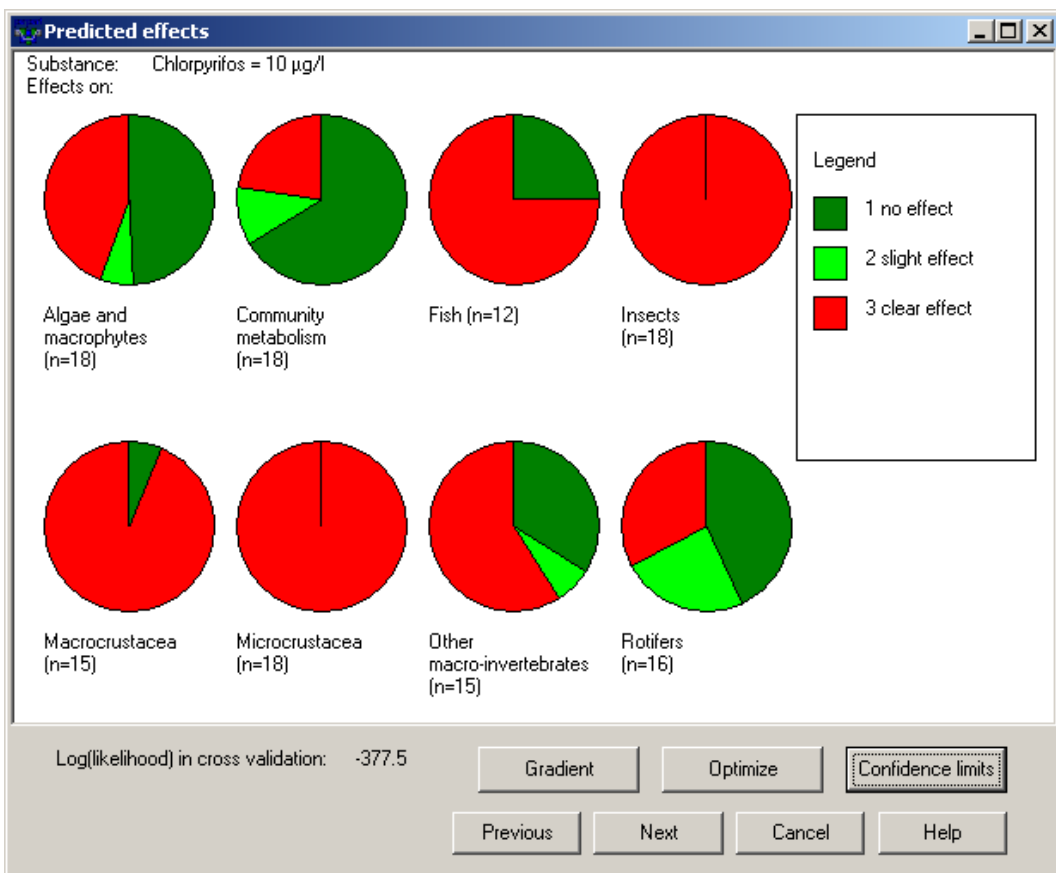 Predicted effects
Substance: Chlorpyrifos = 10 µg/l
Effects on:
Algae and
macrophytes
(n=18)
Community
metabolism
(n=18)
Fish (n=12)
Insects
(n=18)
Legend
1 no effect
2 slight effect
3 clear effect
Macrocrustacea
(n=15)
Microcrustacea
(n=18)
Other
macro-invertebrates
(n=15)
Rotifers
(n=16)
Log(likelihood) in cross validation: -377.5
Gradient
Optimize
Confidence limits
Previous
Next
Cancel
Help